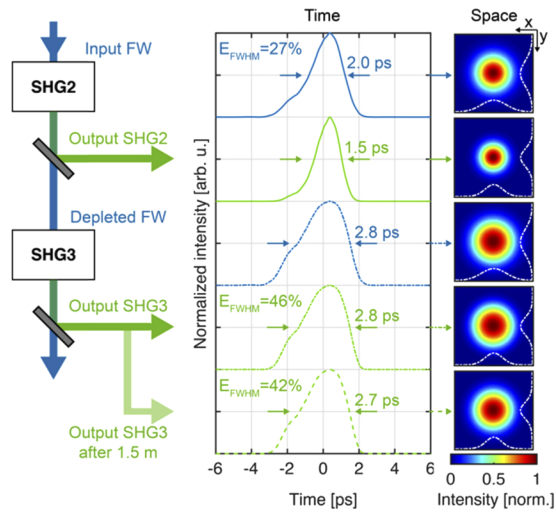 Time
Space
x
y
Input FW
SHG2
Output SHG2
Depleted FW
SHG3
Output SHG3
Output SHG3
after 1.5 m
Normalized intensity [arb. u.]
E_FWHM=27%
2.0 ps
1.5 ps
2.8 ps
E_FWHM=46%
2.8 ps
E_FWHM=42%
2.7 ps
-6 -4 -2 0 2 4 6
Time [ps]
0 0.5 1
Intensity [norm.]